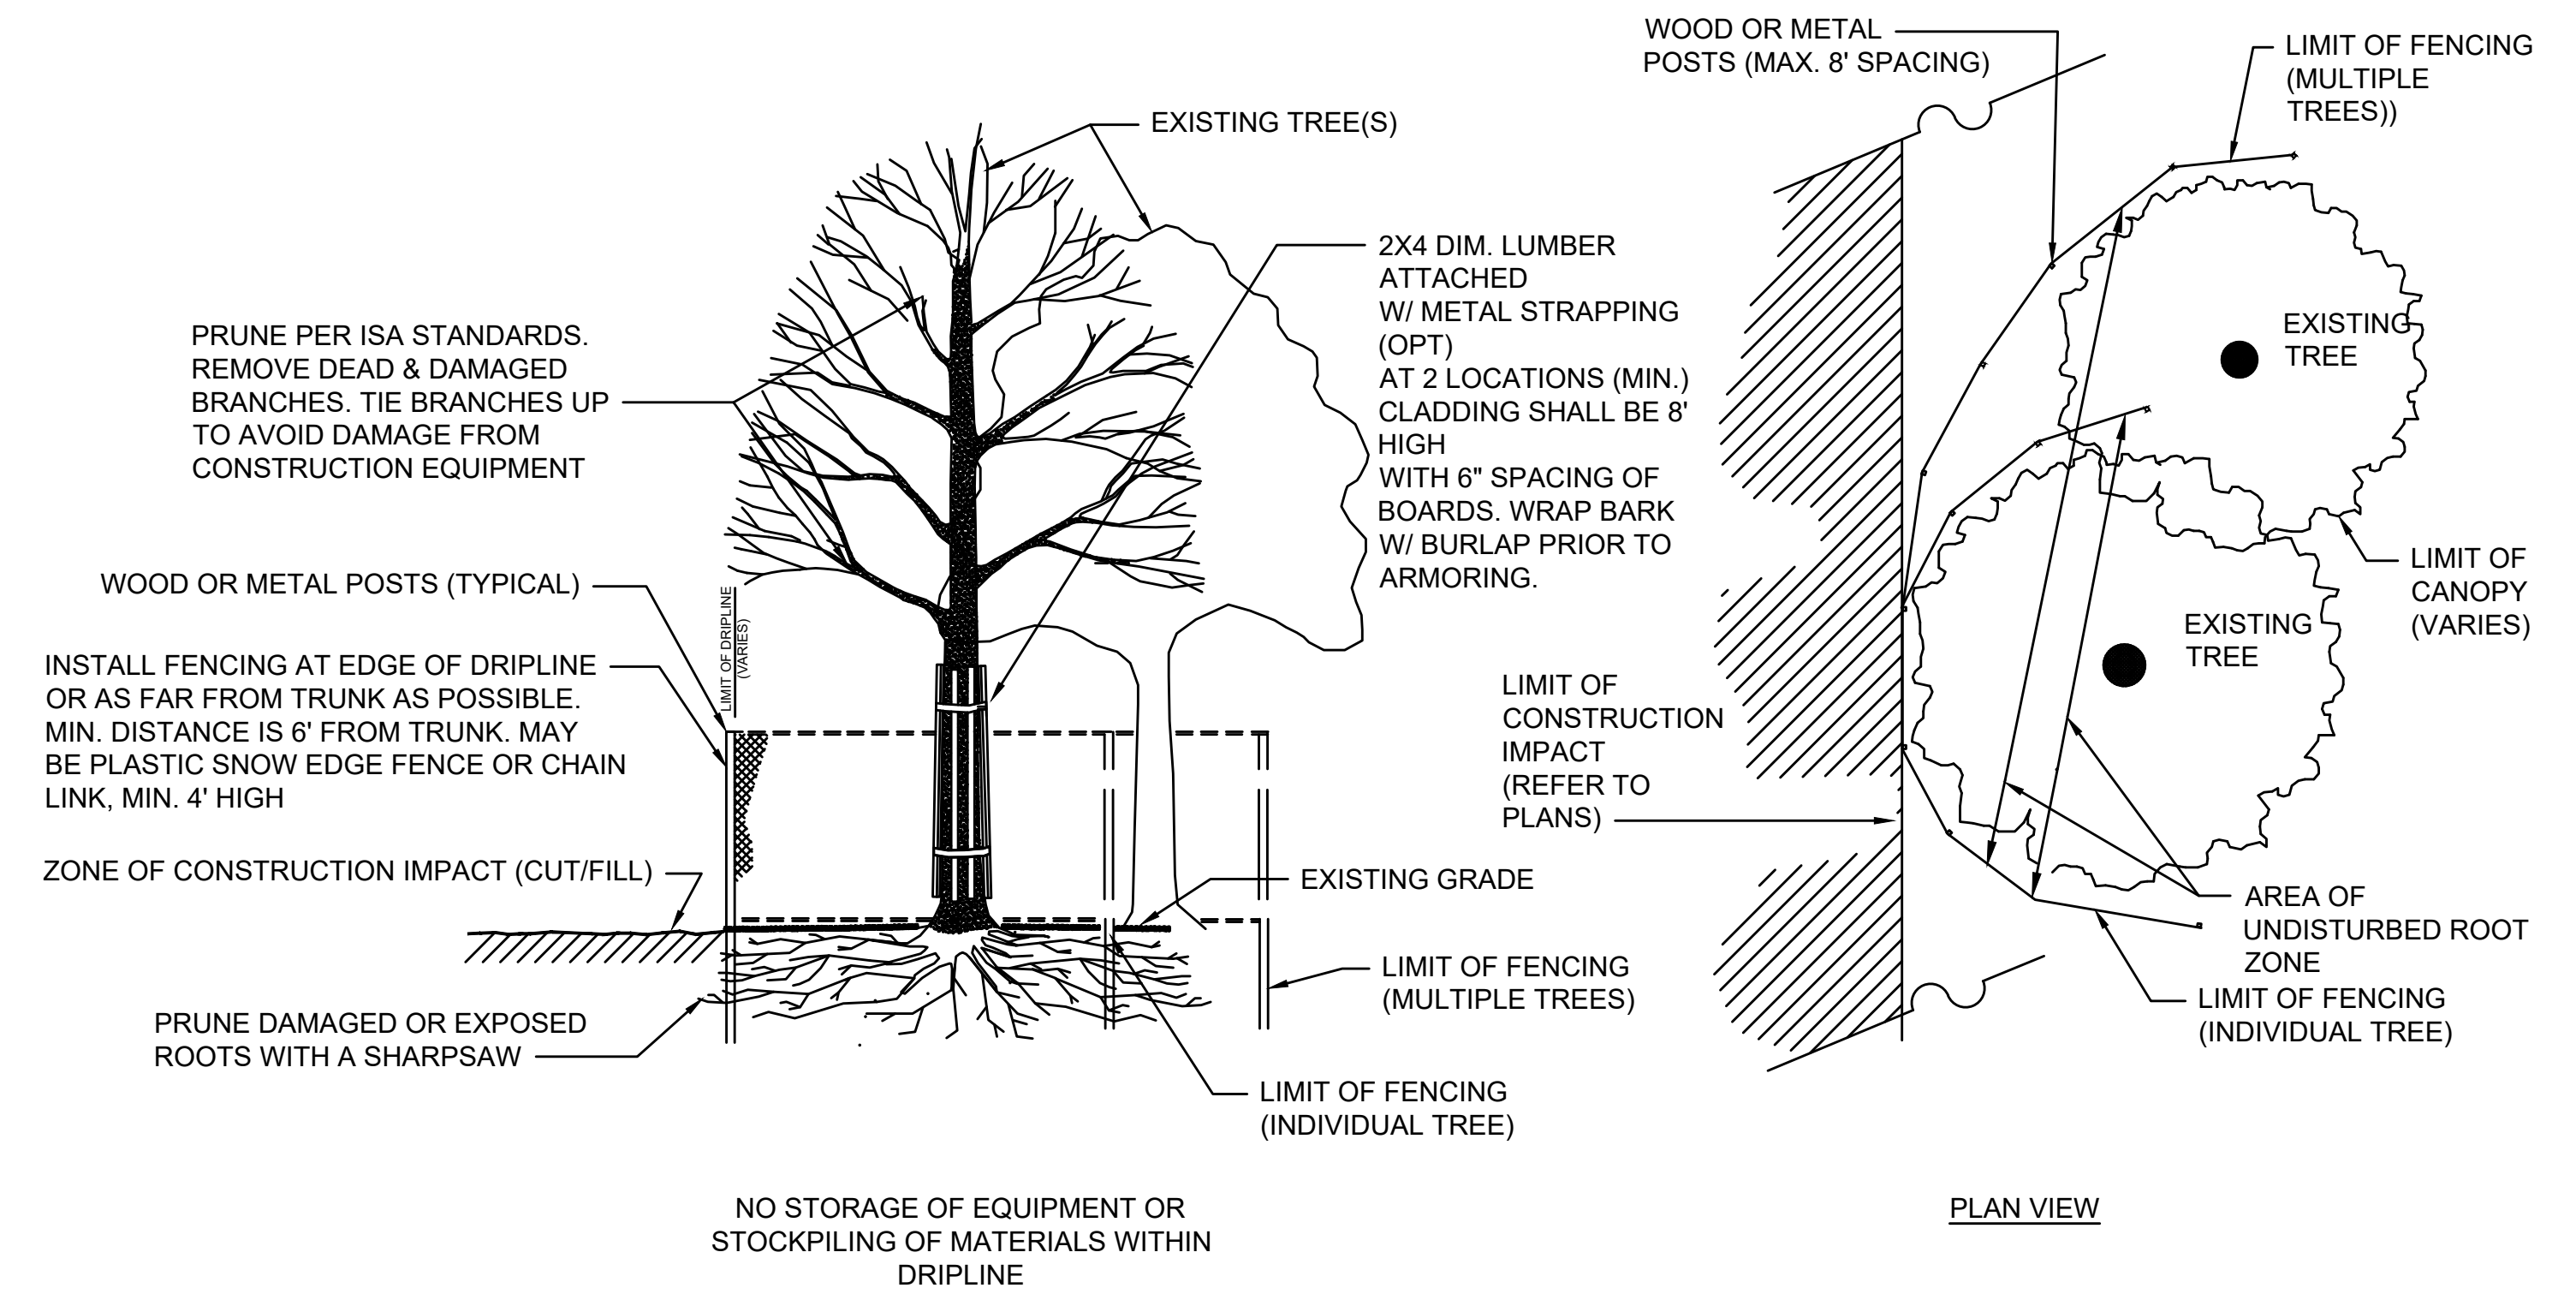 WOOD OR METAL
POSTS (MAX. 8' SPACING)
LIMIT OF FENCING
(MULTIPLE
TREES))
EXISTING TREE(S)
2X4 DIM. LUMBER
ATTACHED
W/ METAL STRAPPING
(OPT)
AT 2 LOCATIONS (MIN.)
CLADDING SHALL BE 8'
HIGH
WITH 6" SPACING OF
BOARDS. WRAP BARK
W/ BURLAP PRIOR TO
ARMORING.
PRUNE PER ISA STANDARDS.
REMOVE DEAD & DAMAGED
BRANCHES. TIE BRANCHES UP
TO AVOID DAMAGE FROM
CONSTRUCTION EQUIPMENT
EXISTING
TREE
WOOD OR METAL POSTS (TYPICAL)
LIMIT OF DRIPLINE
(VARIES)
LIMIT OF
CANOPY
(VARIES)
EXISTING
TREE
INSTALL FENCING AT EDGE OF DRIPLINE
OR AS FAR FROM TRUNK AS POSSIBLE.
MIN. DISTANCE IS 6' FROM TRUNK. MAY
BE PLASTIC SNOW EDGE FENCE OR CHAIN
LINK, MIN. 4' HIGH
LIMIT OF
CONSTRUCTION
IMPACT
(REFER TO
PLANS)
ZONE OF CONSTRUCTION IMPACT (CUT/FILL)
EXISTING GRADE
AREA OF
UNDISTURBED ROOT
ZONE
LIMIT OF FENCING
(MULTIPLE TREES)
LIMIT OF FENCING
(INDIVIDUAL TREE)
PRUNE DAMAGED OR EXPOSED
ROOTS WITH A SHARPSAW
LIMIT OF FENCING
(INDIVIDUAL TREE)
NO STORAGE OF EQUIPMENT OR
STOCKPILING OF MATERIALS WITHIN
DRIPLINE
PLAN VIEW